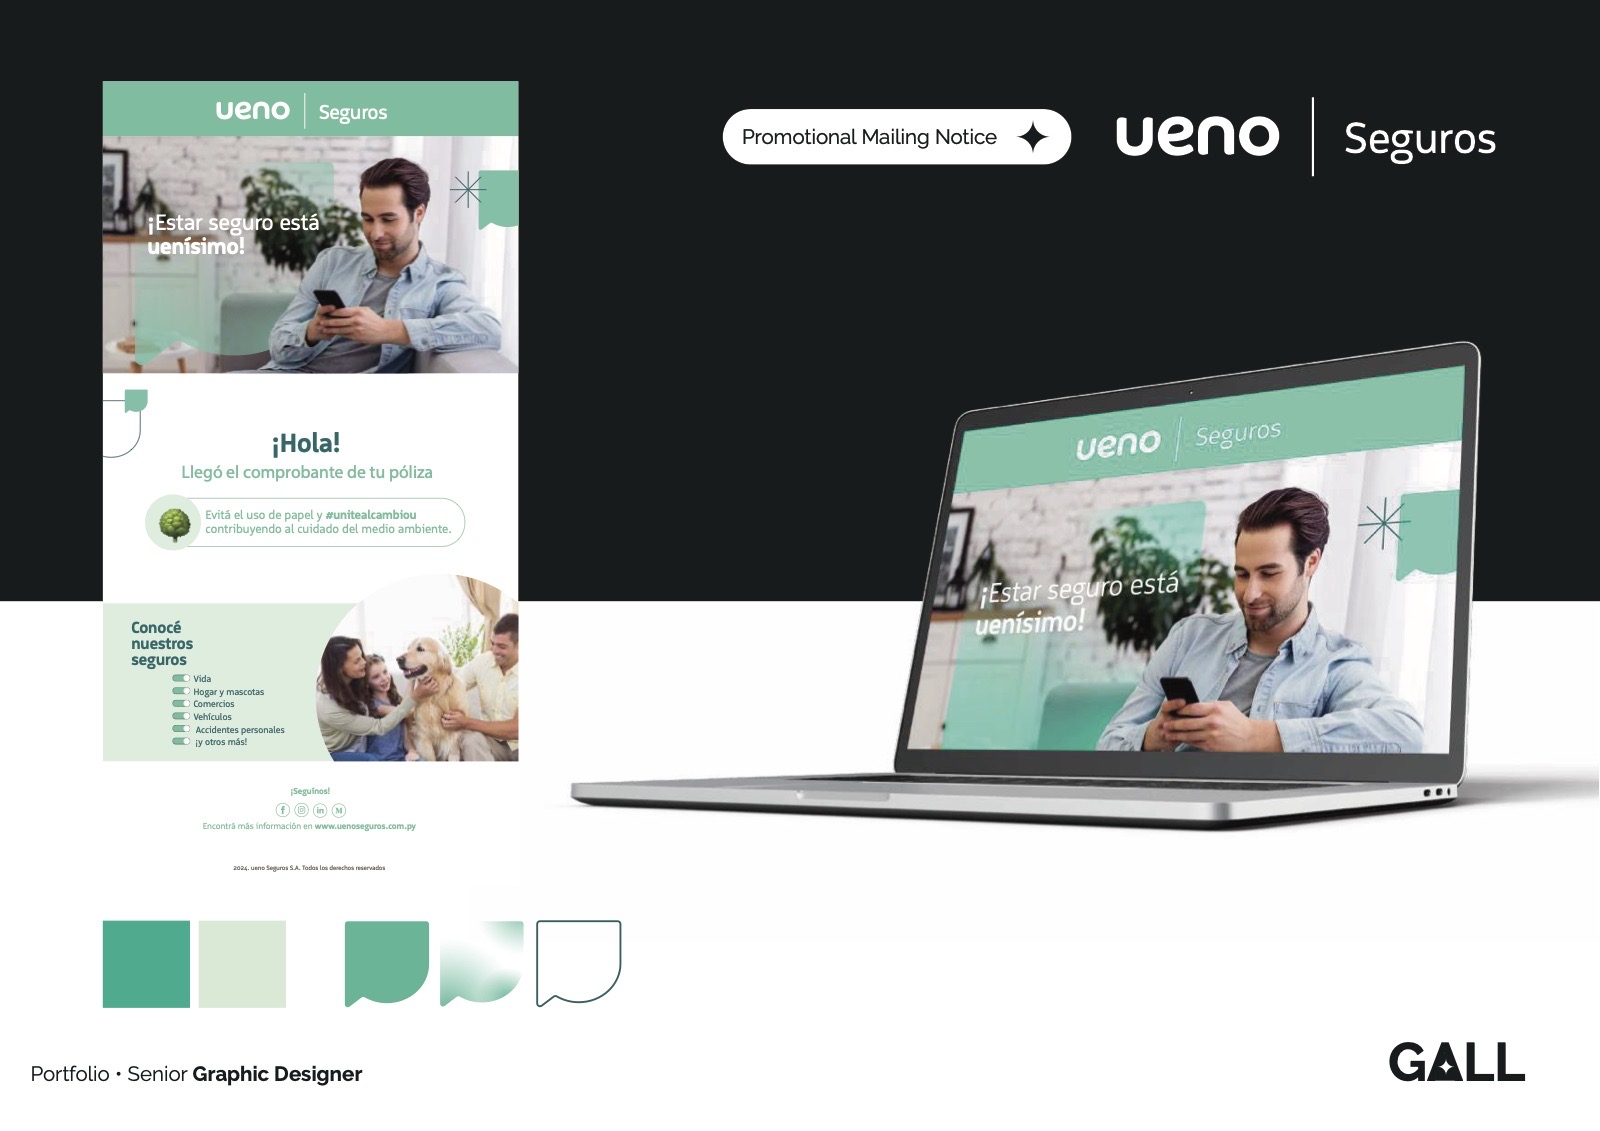 ueno Seguros
¡Estar seguro está
uenísimo!
¡Hola!
Llegó el comprobante de tu póliza
Evitá el uso de papel y #unitealcambiou
contribuyendo al cuidado del medio ambiente.
Conocé
nuestros
seguros
Vida
Hogar y mascotas
Comercios
Vehículos
Accidentes personales
¡y otros más!
¡Seguínos!
Encontrá más información en www.uenoseguros.com.py
2024. ueno Seguros S.A. Todos los derechos reservados
Promotional Mailing Notice
ueno Seguros
ueno Seguros
¡Estar seguro está
uenísimo!
Portfolio • Senior Graphic Designer
GALL